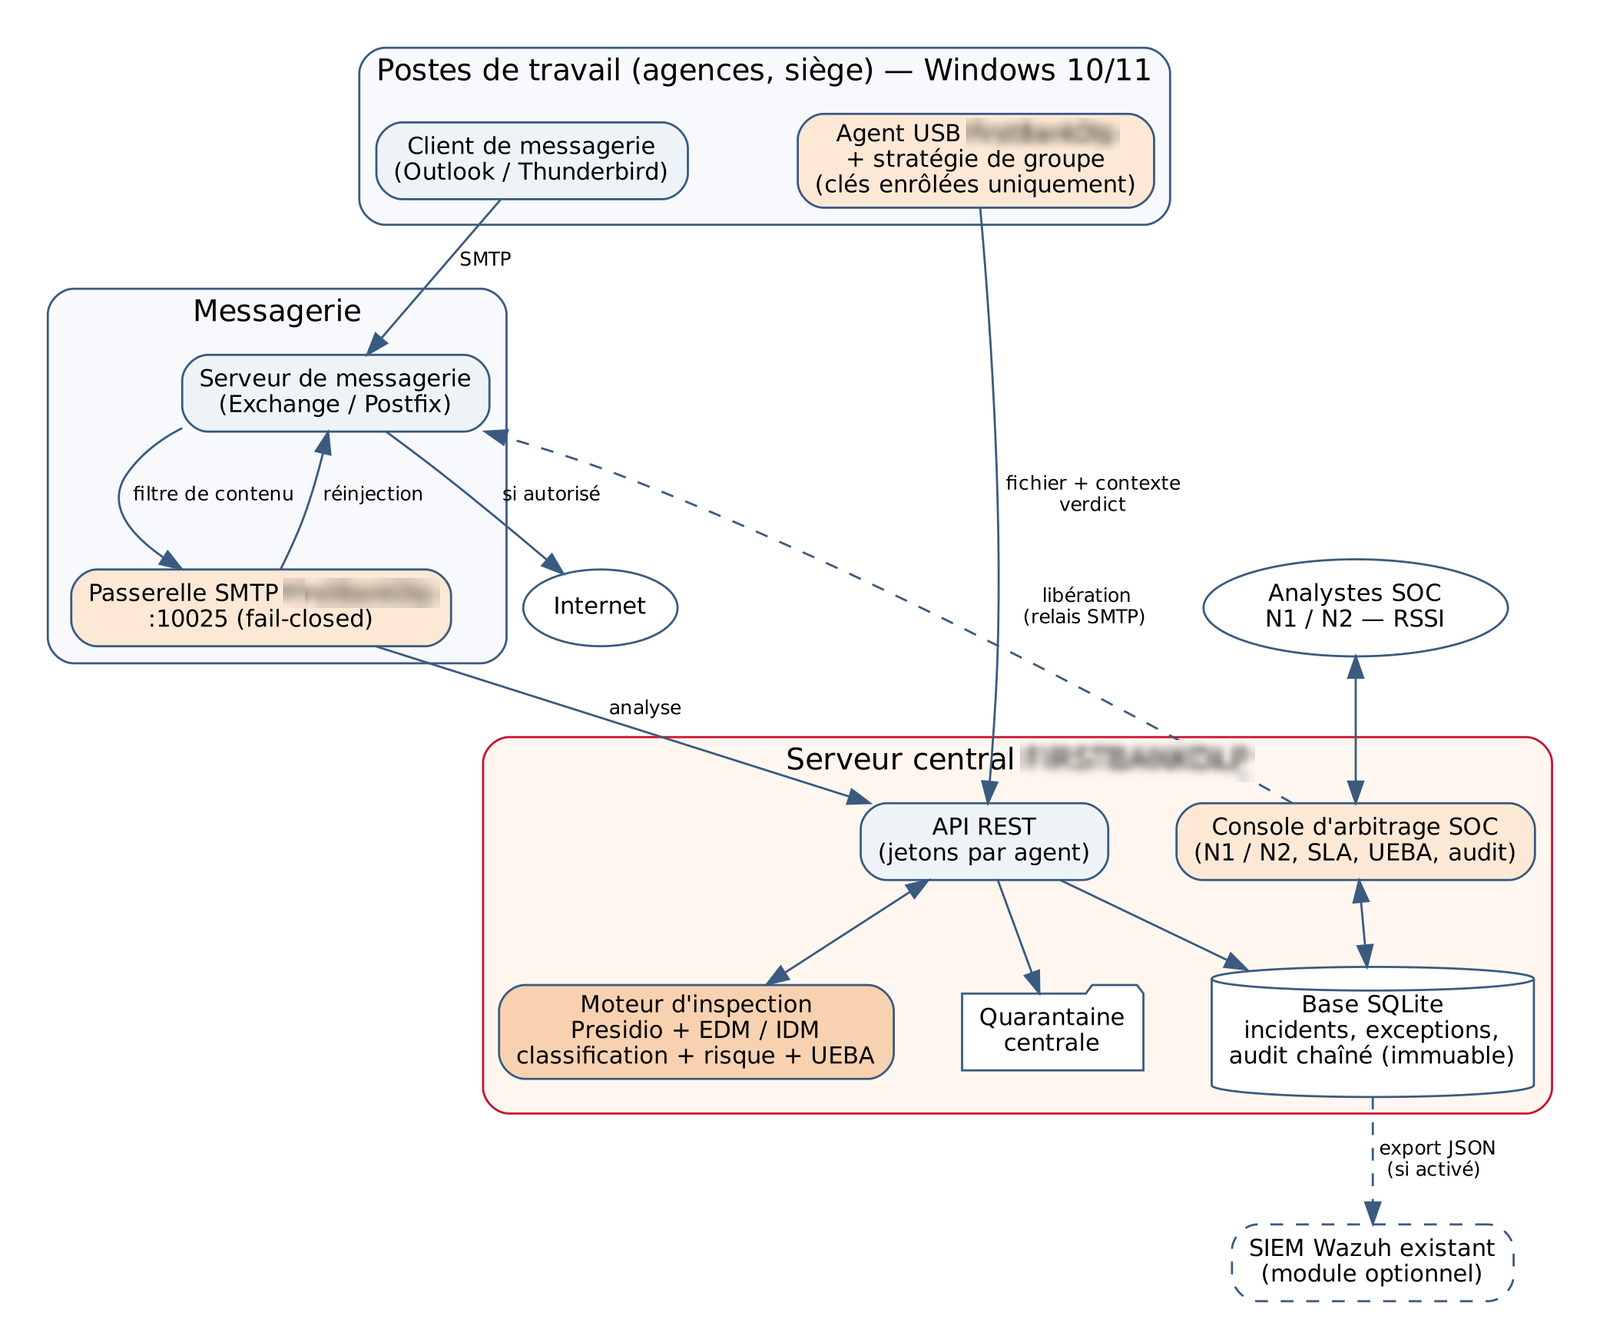 Postes de travail (agences, siège) — Windows 10/11
Client de messagerie
(Outlook / Thunderbird)
Agent USB
+ stratégie de groupe
(clés enrôlées uniquement)
SMTP
Messagerie
Serveur de messagerie
(Exchange / Postfix)
filtre de contenu
réinjection
si autorisé
fichier + contexte
verdict
Passerelle SMTP
:10025 (fail-closed)
Internet
libération
(relais SMTP)
Analystes SOC
N1 / N2 — RSSI
analyse
Serveur central
API REST
(jetons par agent)
Console d'arbitrage SOC
(N1 / N2, SLA, UEBA, audit)
Moteur d'inspection
Presidio + EDM / IDM
classification + risque + UEBA
Quarantaine
centrale
Base SQLite
incidents, exceptions,
audit chaîné (immuable)
export JSON
(si activé)
SIEM Wazuh existant
(module optionnel)